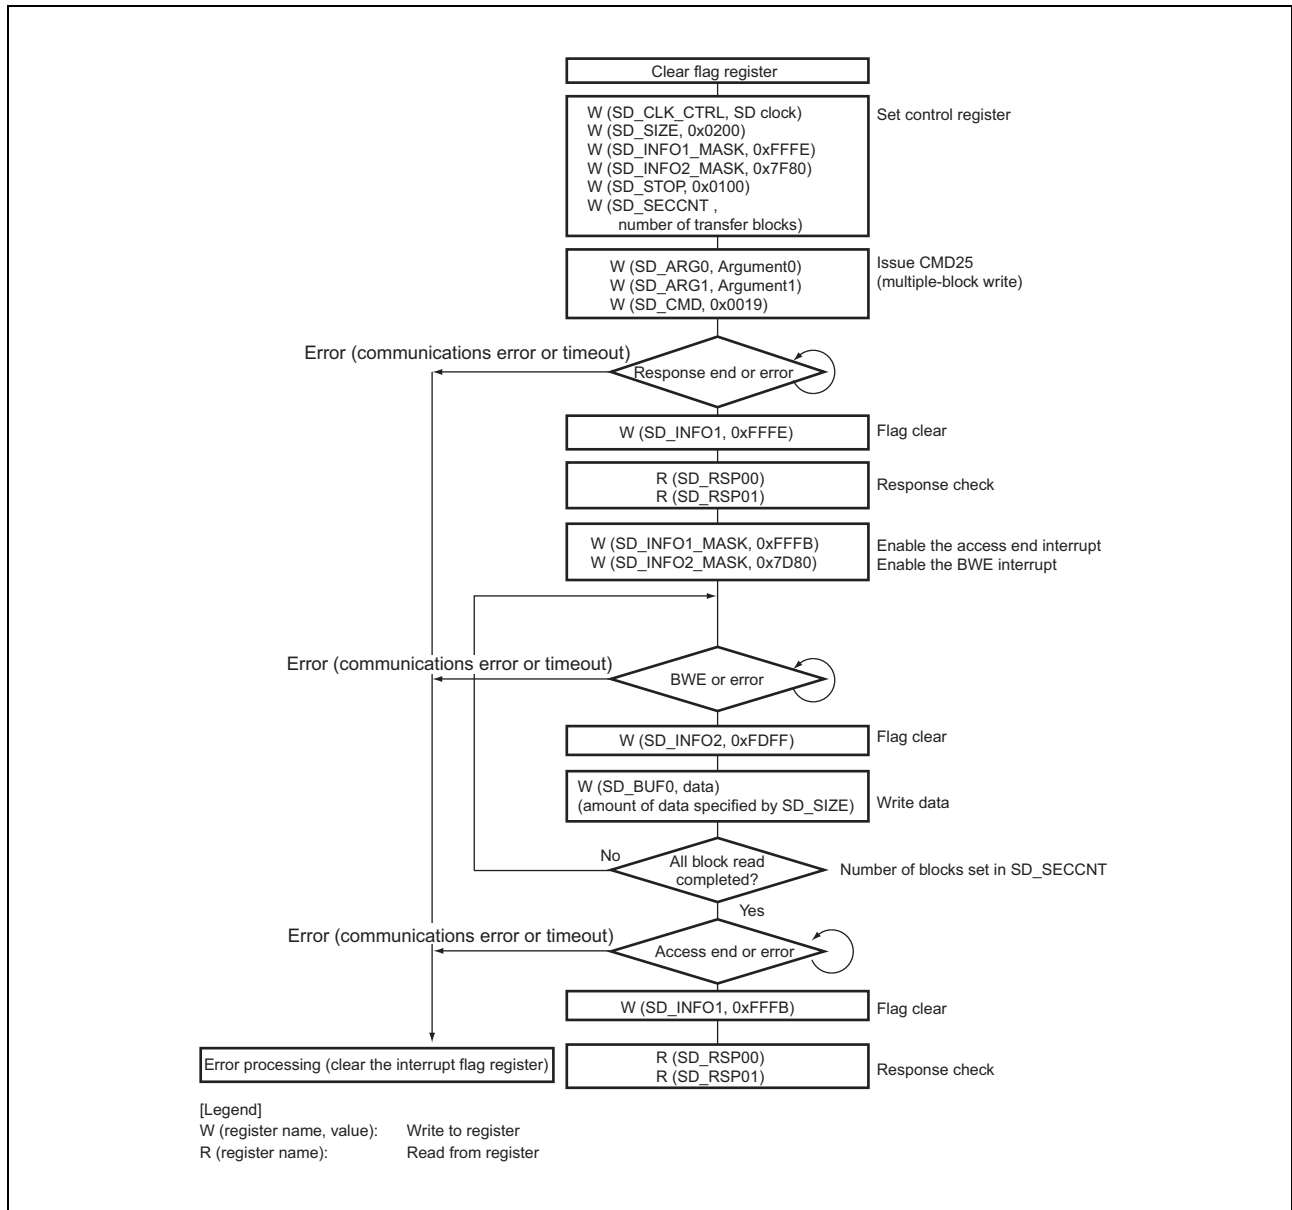 Clear flag register
W (SD_CLK_CTRL, SD clock)
W (SD_SIZE, 0x0200)
W (SD_INFO1_MASK, 0xFFFE)
W (SD_INFO2_MASK, 0x7F80)
W (SD_STOP, 0x0100)
W (SD_SECCNT ,
number of transfer blocks)
Set control register
W (SD_ARG0, Argument0)
W (SD_ARG1, Argument1)
W (SD_CMD, 0x0019)
Issue CMD25
(multiple-block write)
Error (communications error or timeout)
Response end or error
W (SD_INFO1, 0xFFFE)
Flag clear
R (SD_RSP00)
R (SD_RSP01)
Response check
W (SD_INFO1_MASK, 0xFFFB)
W (SD_INFO2_MASK, 0x7D80)
Enable the access end interrupt
Enable the BWE interrupt
Error (communications error or timeout)
BWE or error
W (SD_INFO2, 0xFDFF)
Flag clear
W (SD_BUF0, data)
(amount of data specified by SD_SIZE)
Write data
No
All block read
completed?
Number of blocks set in SD_SECCNT
Yes
Error (communications error or timeout)
Access end or error
W (SD_INFO1, 0xFFFB)
Flag clear
Error processing (clear the interrupt flag register)
R (SD_RSP00)
R (SD_RSP01)
Response check
[Legend]
W (register name, value): Write to register
R (register name): Read from register